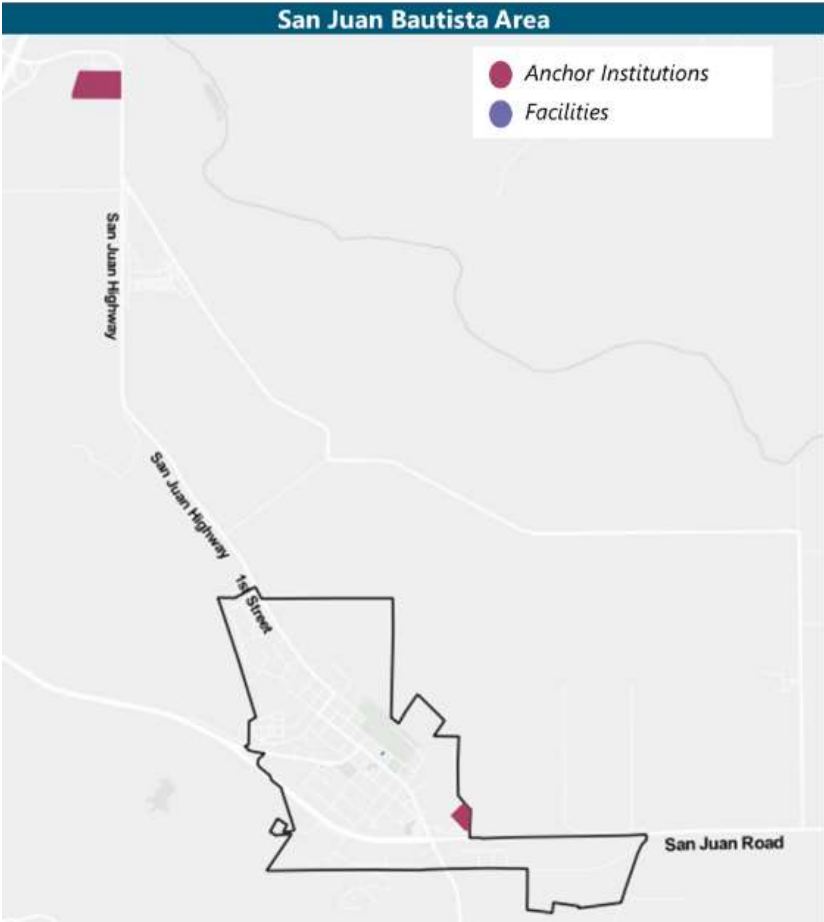 San Juan Bautista Area
Anchor Institutions
Facilities
San Juan Highway
San Juan Highway
1st Street
San Juan Road